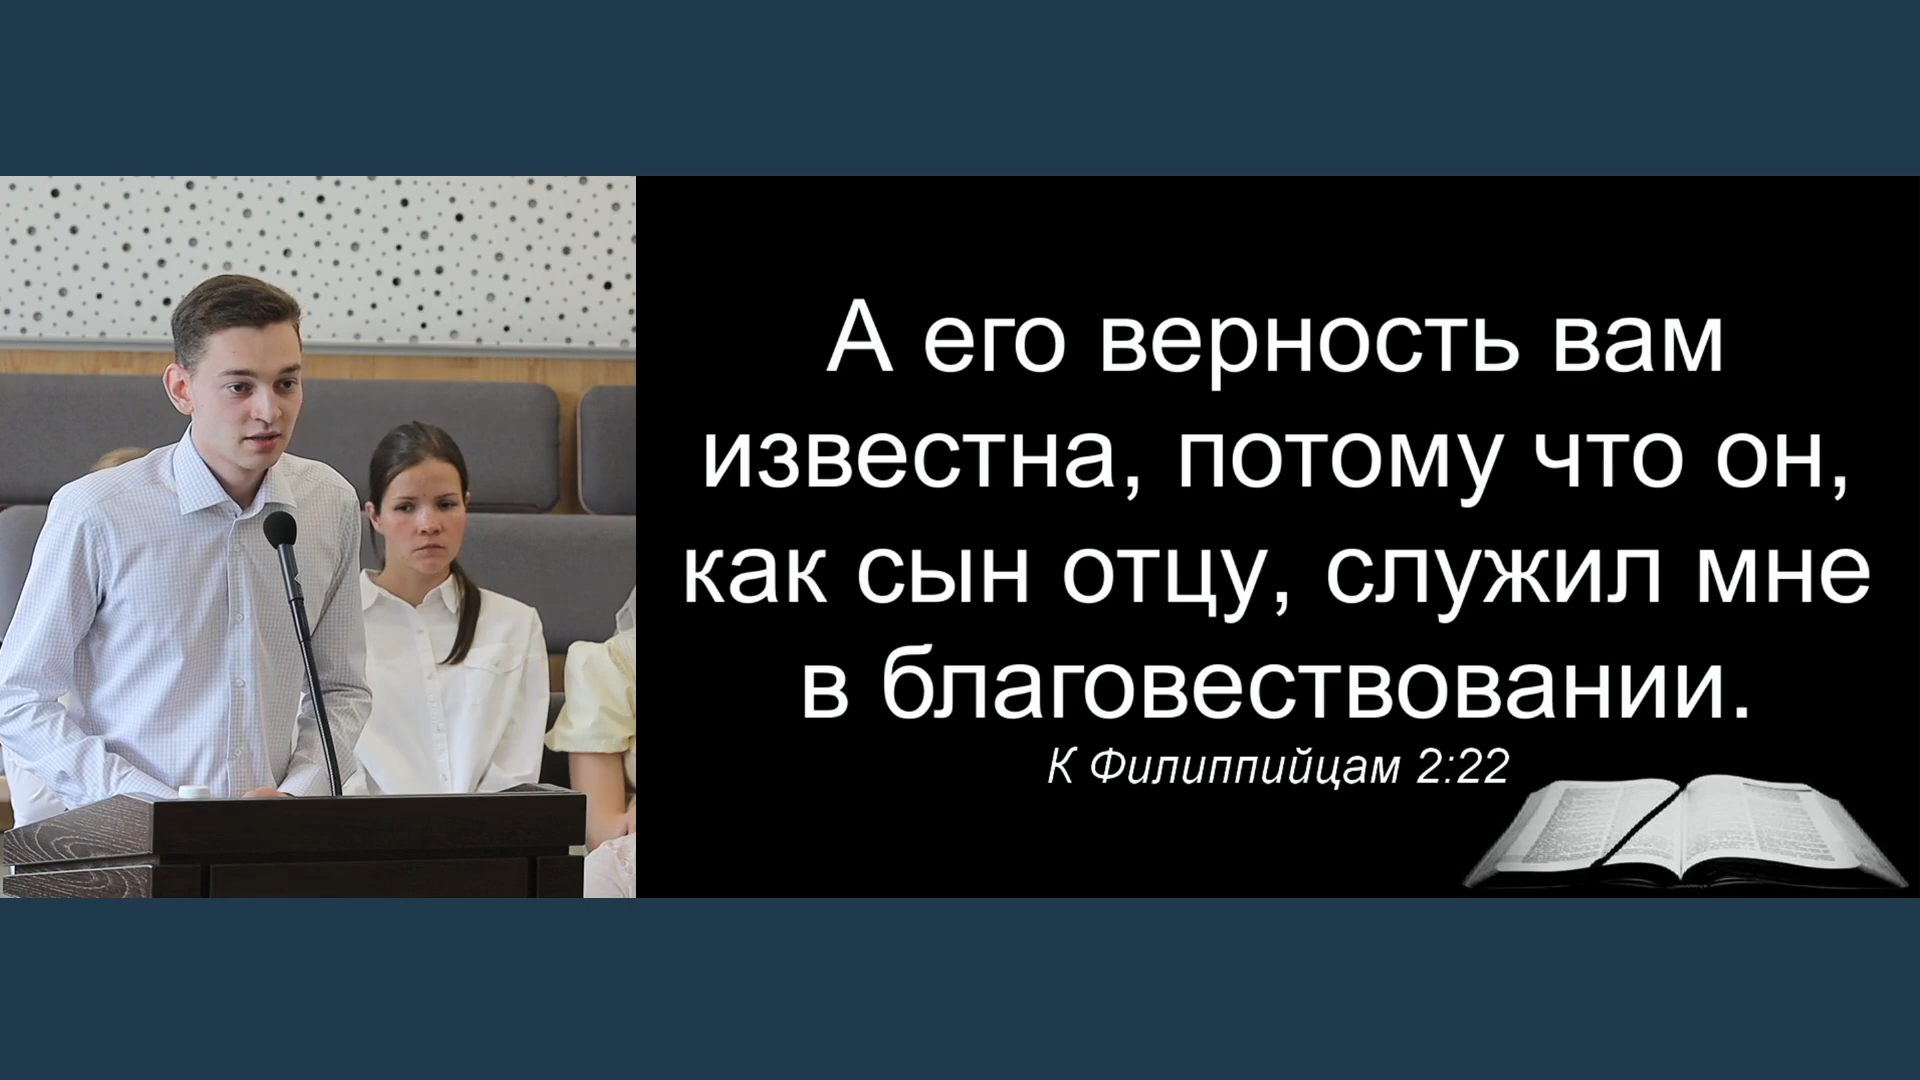 А его верность вам
известна, потому что он,
как сын отцу, служил мне
в благовествовании.
К Филиппийцам 2:22